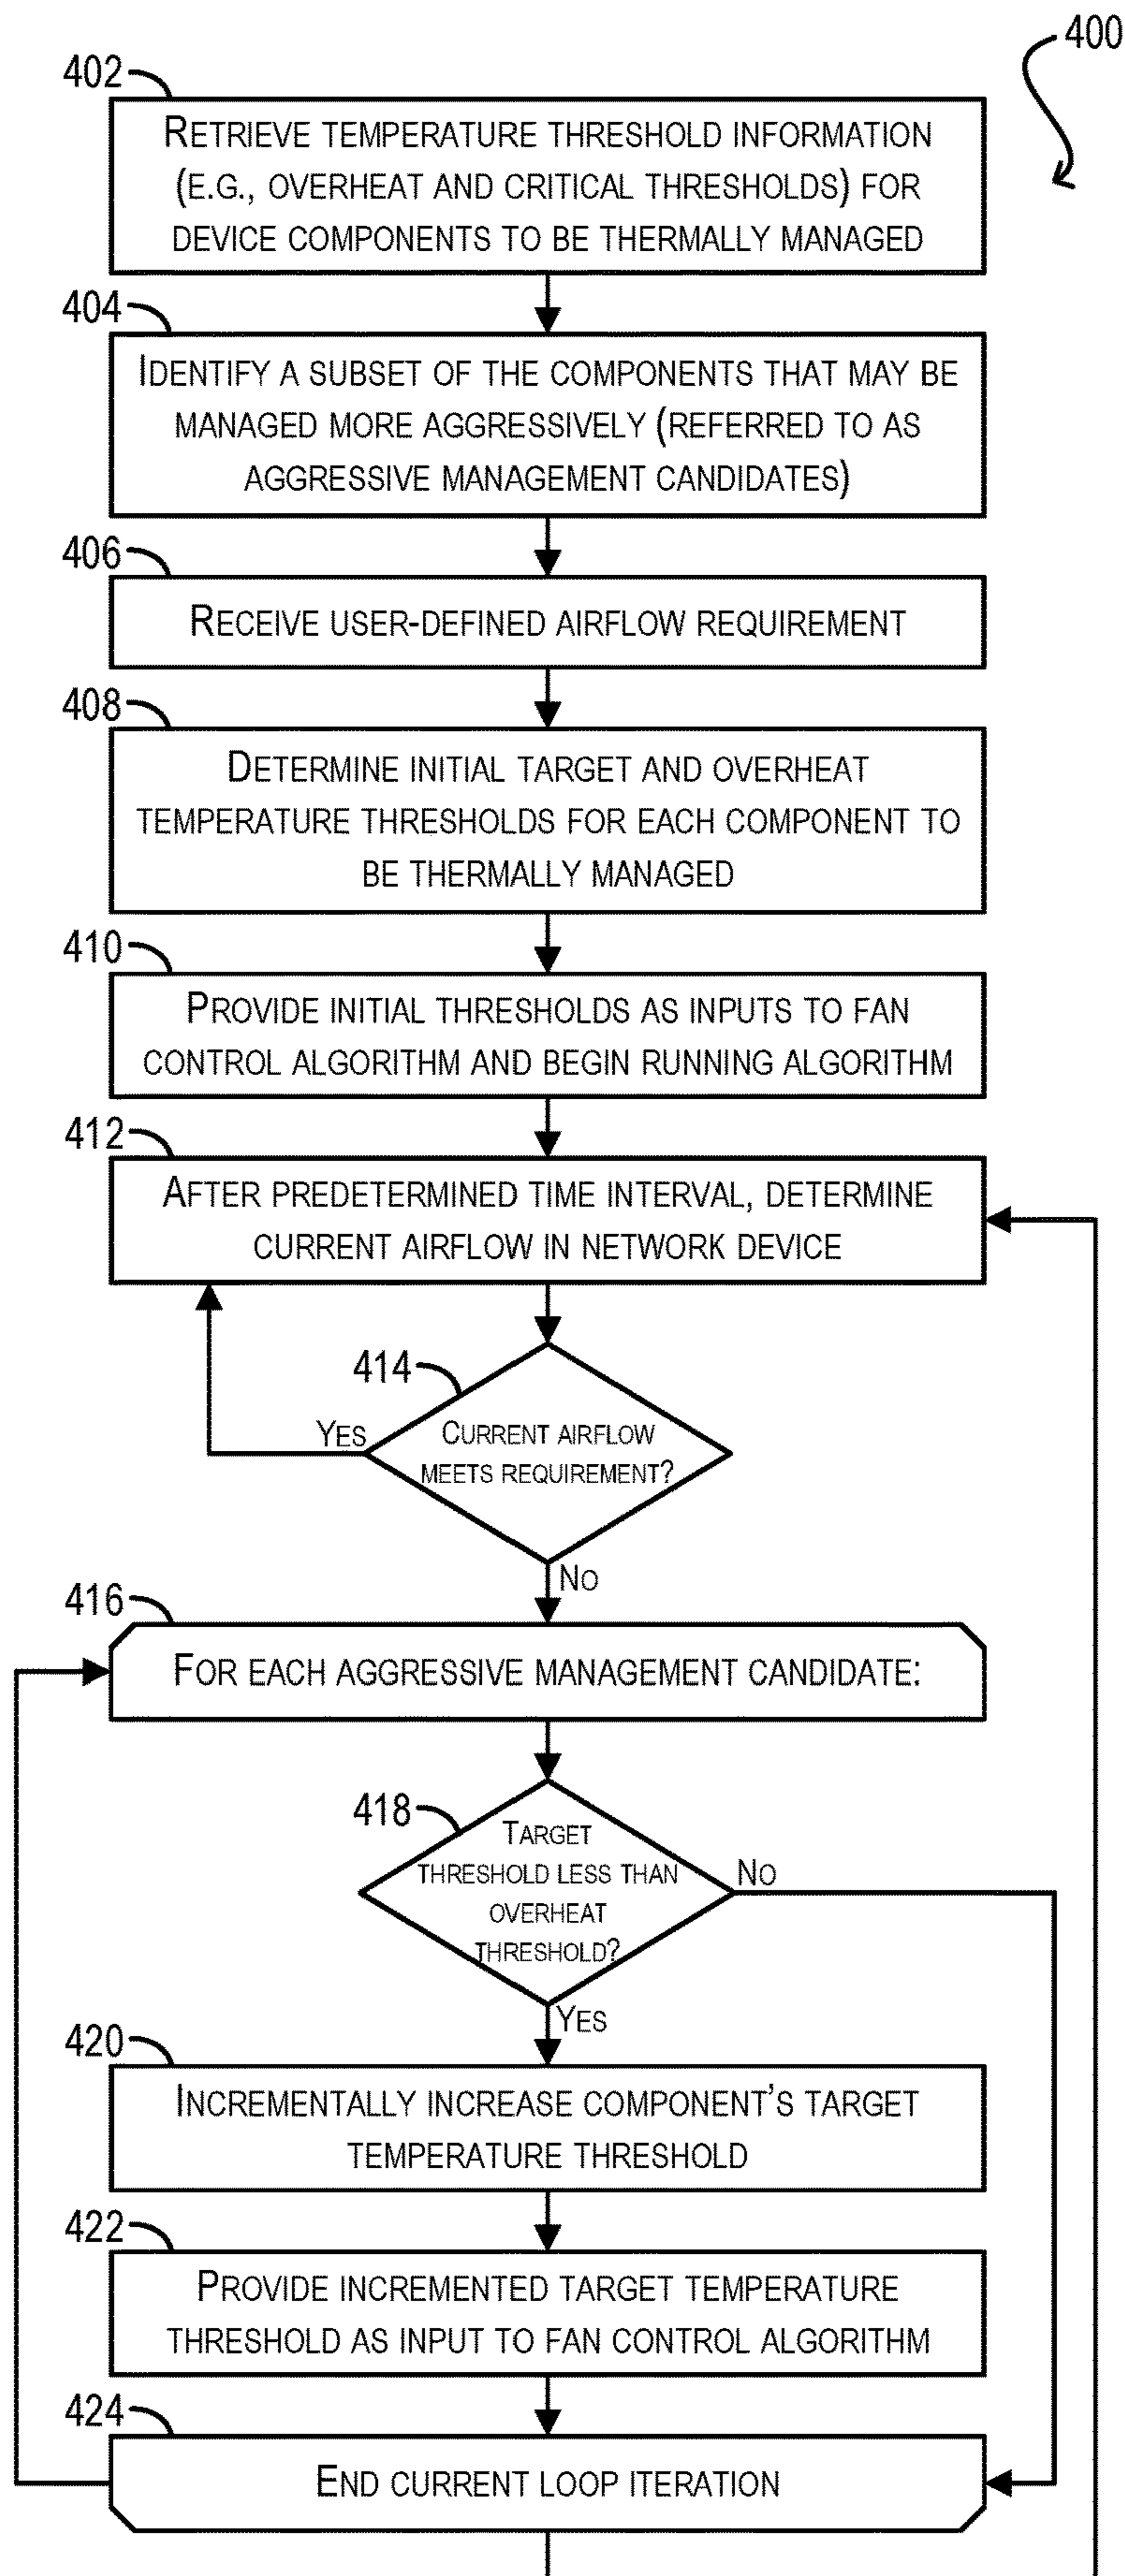 400
402
RETRIEVE TEMPERATURE THRESHOLD INFORMATION
(E.G., OVERHEAT AND CRITICAL THRESHOLDS) FOR
DEVICE COMPONENTS TO BE THERMALLY MANAGED
404
IDENTIFY A SUBSET OF THE COMPONENTS THAT MAY BE
MANAGED MORE AGGRESSIVELY (REFERRED TO AS
AGGRESSIVE MANAGEMENT CANDIDATES)
406
RECEIVE USER-DEFINED AIRFLOW REQUIREMENT
408
DETERMINE INITIAL TARGET AND OVERHEAT
TEMPERATURE THRESHOLDS FOR EACH COMPONENT TO
BE THERMALLY MANAGED
410
PROVIDE INITIAL THRESHOLDS AS INPUTS TO FAN
CONTROL ALGORITHM AND BEGIN RUNNING ALGORITHM
412
AFTER PREDETERMINED TIME INTERVAL, DETERMINE
CURRENT AIRFLOW IN NETWORK DEVICE
414
YES
CURRENT AIRFLOW
MEETS REQUIREMENT?
NO
416
FOR EACH AGGRESSIVE MANAGEMENT CANDIDATE:
418
TARGET
THRESHOLD LESS THAN
OVERHEAT
THRESHOLD?
NO
YES
420
INCREMENTALLY INCREASE COMPONENT'S TARGET
TEMPERATURE THRESHOLD
422
PROVIDE INCREMENTED TARGET TEMPERATURE
THRESHOLD AS INPUT TO FAN CONTROL ALGORITHM
424
END CURRENT LOOP ITERATION